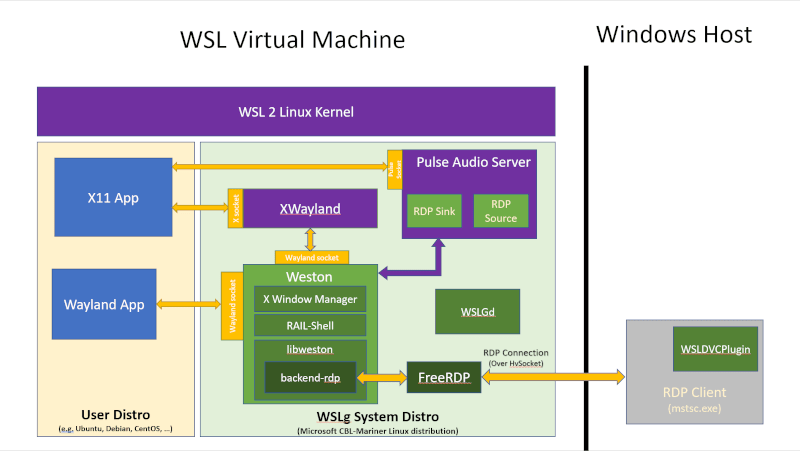 WSL Virtual Machine
Windows Host
WSL 2 Linux Kernel
X11 App
Wayland App
User Distro
(e.g, Ubuntu, Debian, CentOS, ...)
Pulse
Socket
Pulse Audio Server
RDP Sink
RDP
Source
X socket
XWayland
Wayland socket
Wayland socket
Weston
X Window Manager
RAIL-Shell
libweston
backend-rdp
WSLGd
FreeRDP
RDP Connection
(Over HvSocket)
WSLg System Distro
(Microsoft CBL-Mariner Linux distribution)
WSLDVCPlugin
RDP Client
(mstsc.exe)